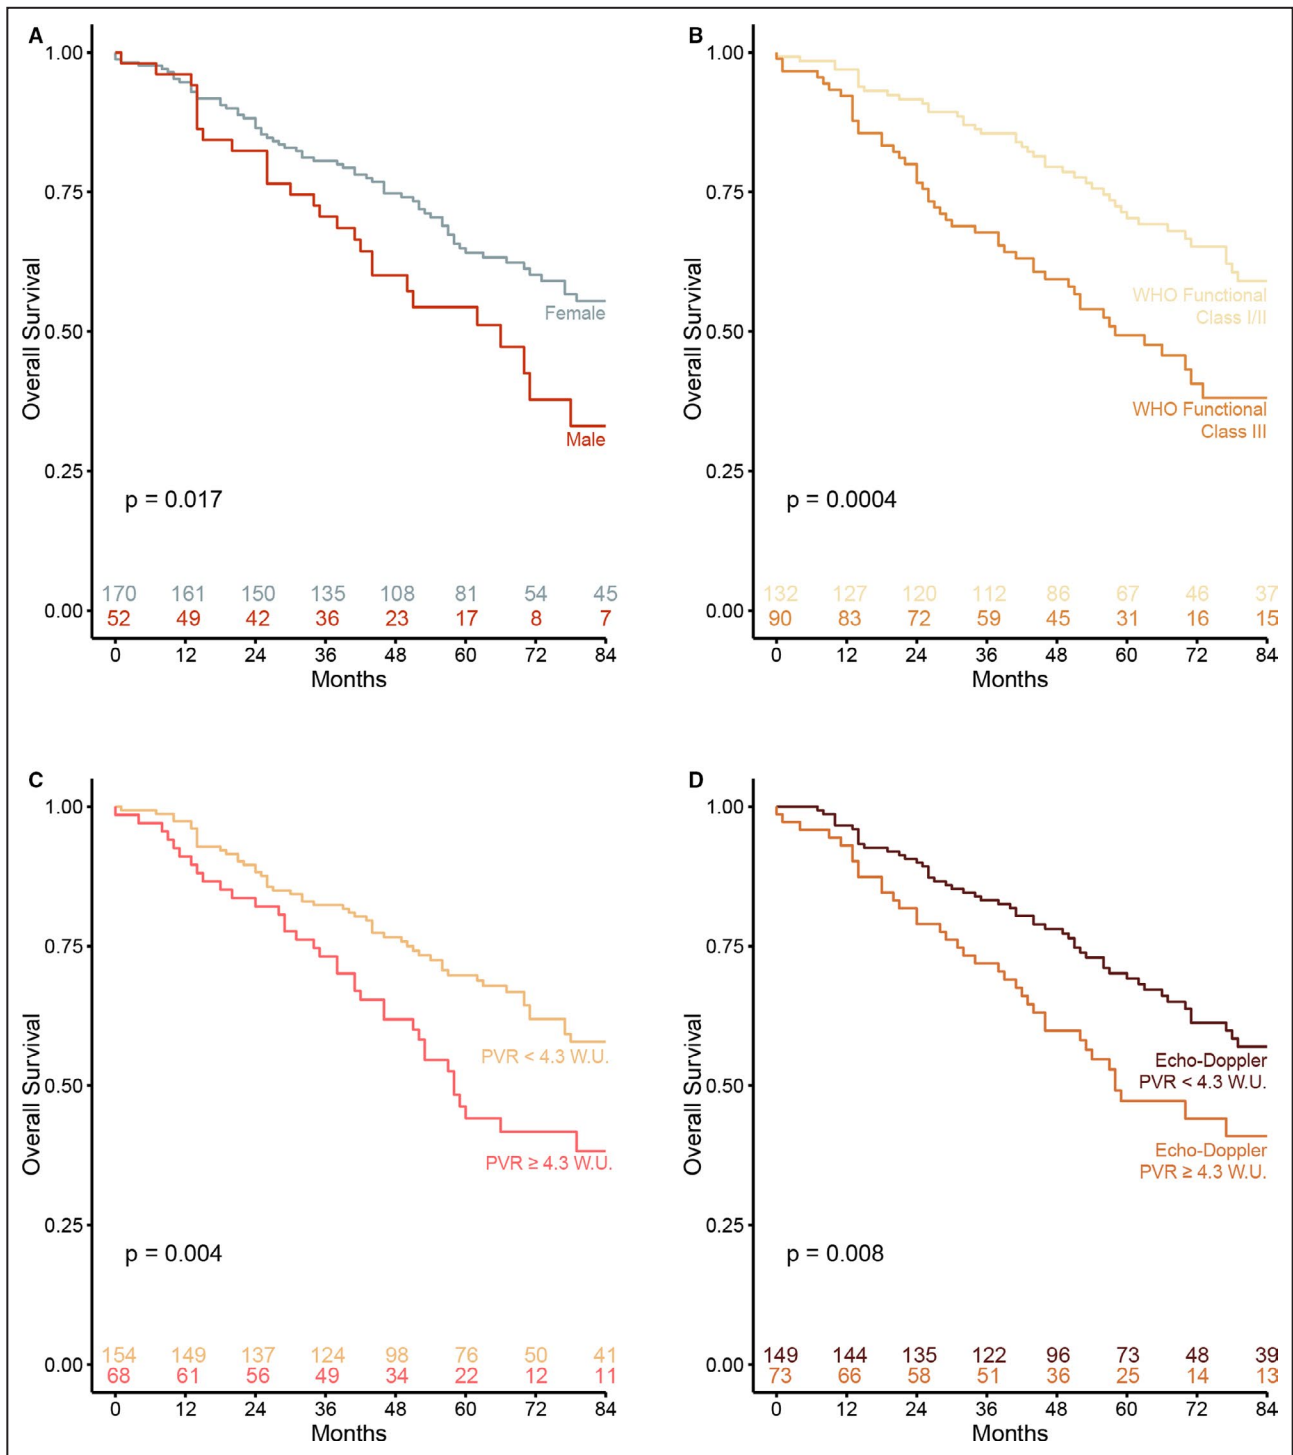 A
1.00
0.75
0.50
0.25
0.00
Overall Survival
Female
Male
p = 0.017
170 161 150 135 108 81 54 45
52 49 42 36 23 17 8 7
0 12 24 36 48 60 72 84
Months
B
1.00
0.75
0.50
0.25
0.00
Overall Survival
WHO Functional
Class I/II
WHO Functional
Class III
p = 0.0004
132 127 120 112 86 67 46 37
90 83 72 59 45 31 16 15
0 12 24 36 48 60 72 84
Months
C
1.00
0.75
0.50
0.25
0.00
Overall Survival
PVR < 4.3 W.U.
PVR ≥ 4.3 W.U.
p = 0.004
154 149 137 124 98 76 50 41
68 61 56 49 34 22 12 11
0 12 24 36 48 60 72 84
Months
D
1.00
0.75
0.50
0.25
0.00
Overall Survival
Echo-Doppler
PVR < 4.3 W.U.
Echo-Doppler
PVR ≥ 4.3 W.U.
p = 0.008
149 144 135 122 96 73 48 39
73 66 58 51 36 25 14 13
0 12 24 36 48 60 72 84
Months